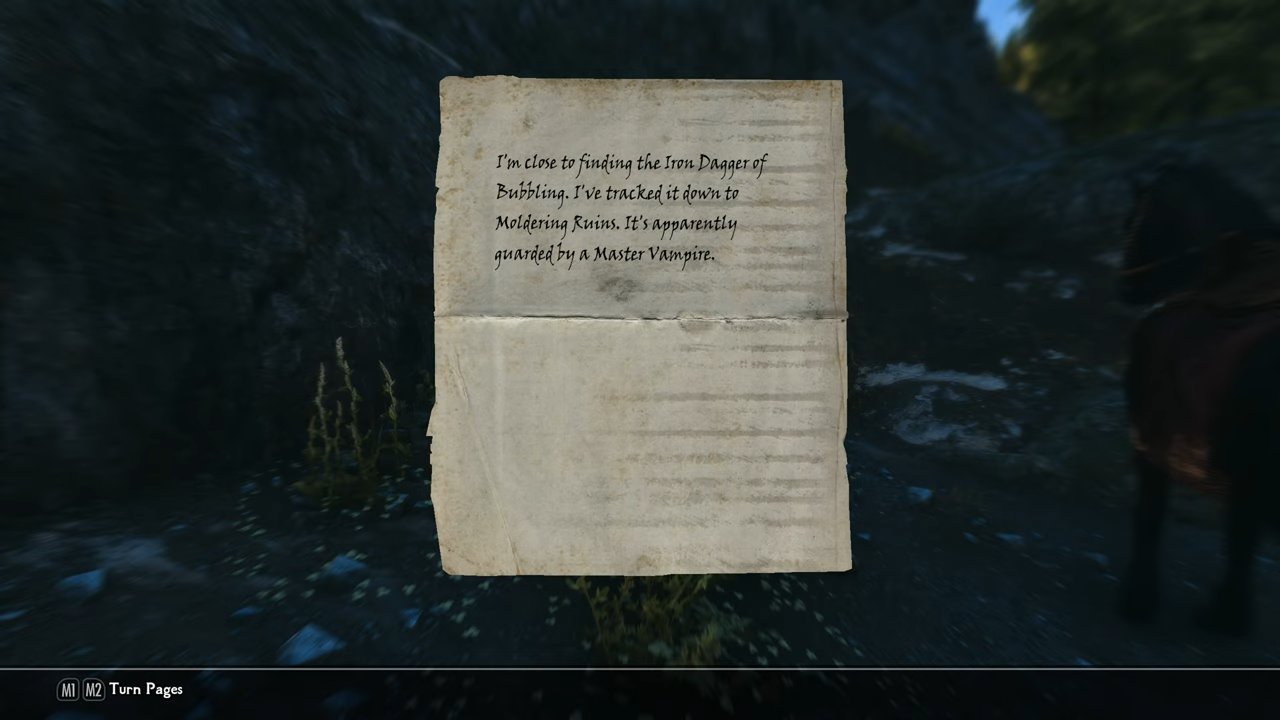 I'm close to finding the Iron Dagger of
Bubbling. I've tracked it down to
Moldering Ruins. It's apparently
guarded by a Master Vampire.
M1 M2 Turn Pages